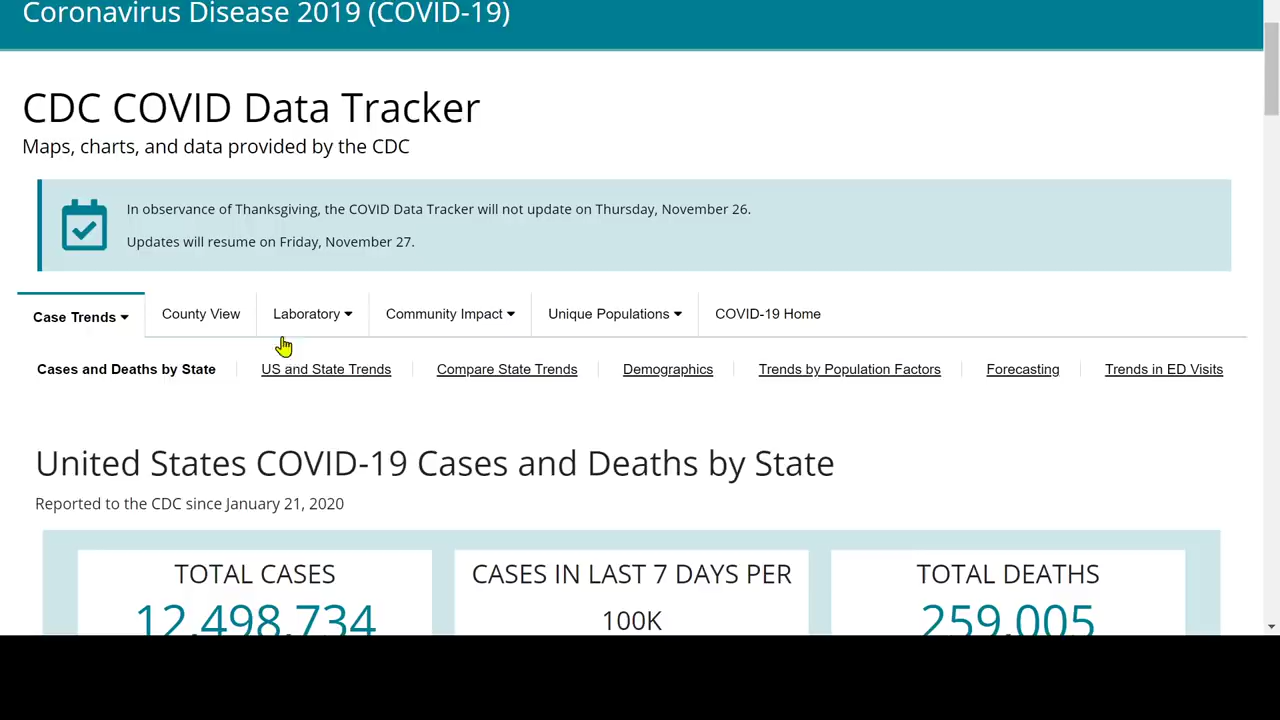 Coronavirus Disease 2019 (COVID-19)
CDC COVID Data Tracker
Maps, charts, and data provided by the CDC
In observance of Thanksgiving, the COVID Data Tracker will not update on Thursday, November 26.
Updates will resume on Friday, November 27.
Case Trends County View Laboratory Community Impact Unique Populations COVID-19 Home
Cases and Deaths by State US and State Trends Compare State Trends Demographics Trends by Population Factors Forecasting Trends in ED Visits
United States COVID-19 Cases and Deaths by State
Reported to the CDC since January 21, 2020
TOTAL CASES
12,498,734
CASES IN LAST 7 DAYS PER
100K
TOTAL DEATHS
259,005